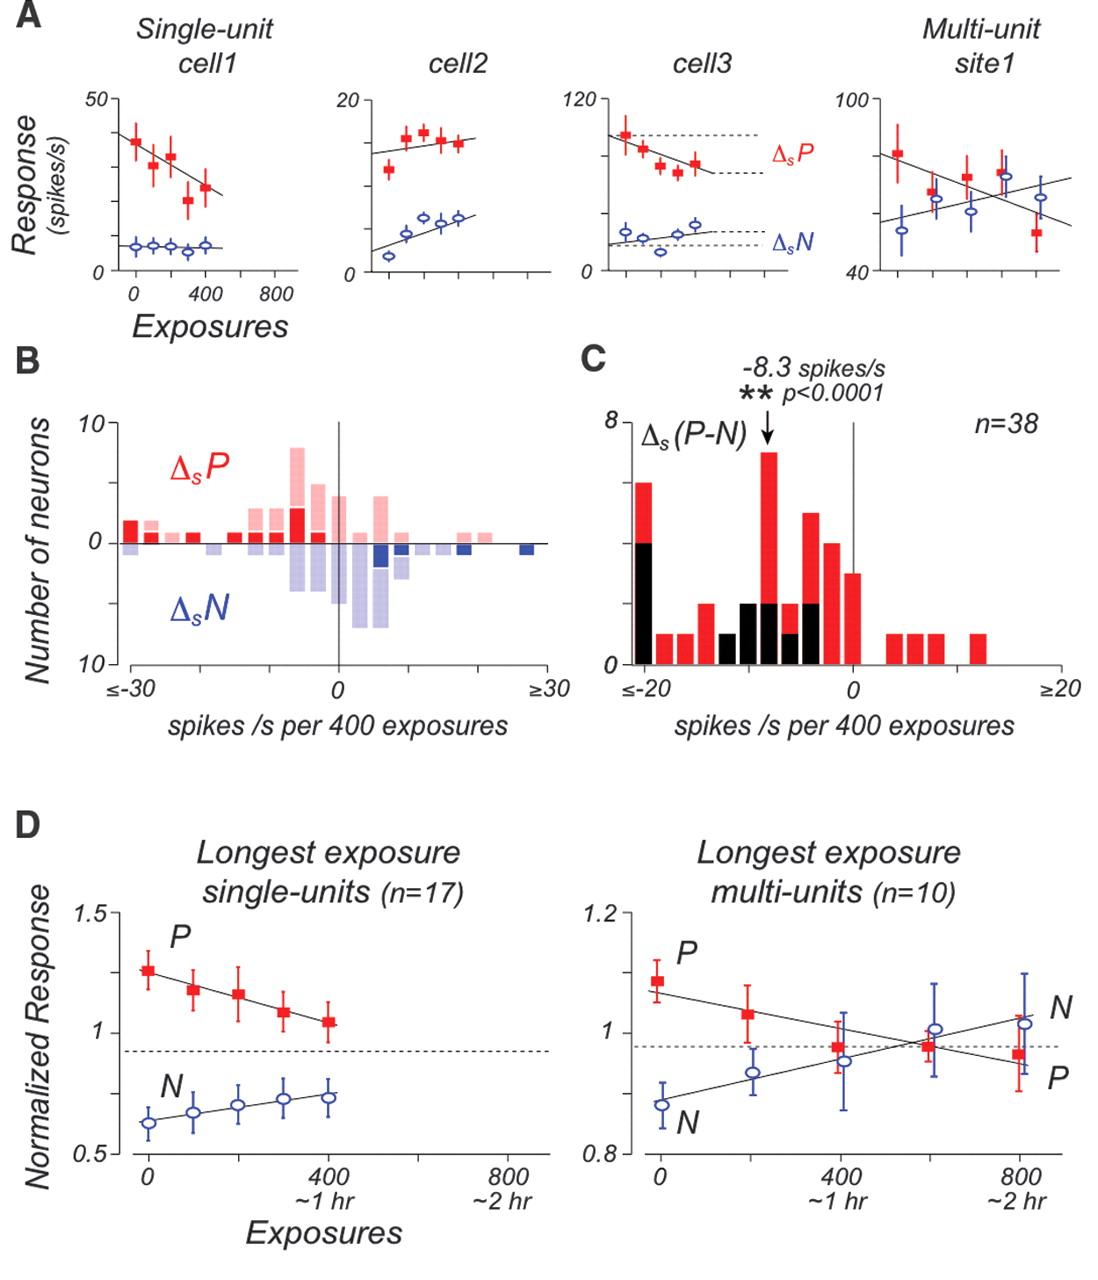 A
Single-unit
cell1
cell2
cell3
Multi-unit
site1
Response
(spikes/s)
50
0
20
0
120
0
100
40
ΔsP
ΔsN
0 400 800
Exposures
B
Number of neurons
10
0
10
ΔsP
ΔsN
≤-30 0 ≥30
spikes /s per 400 exposures
C
-8.3 spikes/s
** p<0.0001
Δs(P-N)
n=38
8
0
≤-20 0 ≥20
spikes /s per 400 exposures
D
Longest exposure
single-units (n=17)
Normalized Response
1.5
1
0.5
P
N
0 400 800
~1 hr ~2 hr
Exposures
Longest exposure
multi-units (n=10)
1.2
1
0.8
P
N
N
P
0 400 800
~1 hr ~2 hr